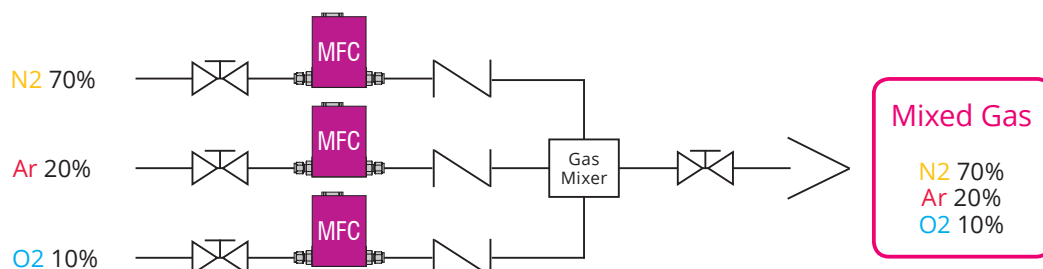 N2 70%
MFC
Ar 20%
MFC
O2 10%
MFC
Gas
Mixer
Mixed Gas
N2 70%
Ar 20%
O2 10%